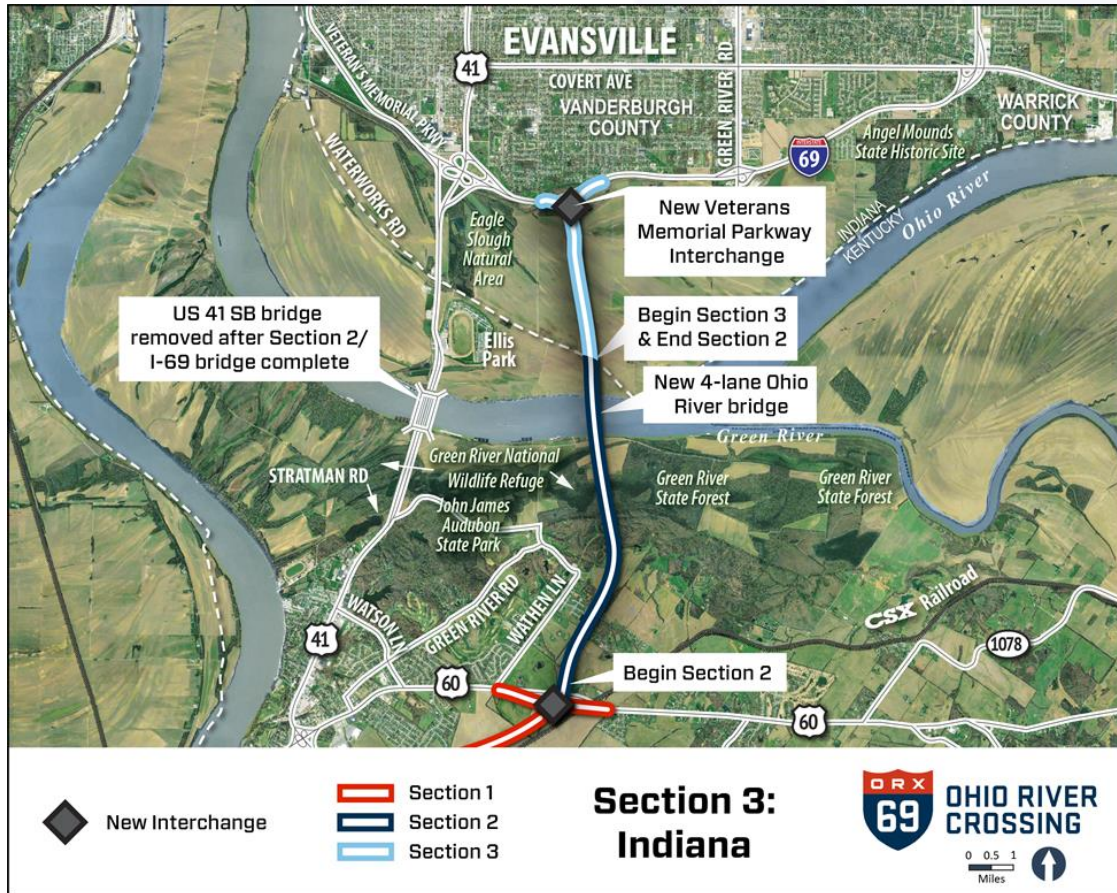 EVANSVILLE
41
COVERT AVE
VANDERBURGH
COUNTY
GREEN RIVER RD
WARRICK
COUNTY
VETERAN'S MEMORIAL PKWY
Angel Mounds
State Historic Site
INTERSTATE
69
WATERWORKS RD
Eagle
Slough
Natural
Area
New Veterans
Memorial Parkway
Interchange
INDIANA
KENTUCKY
Ohio River
US 41 SB bridge
removed after Section 2/
I-69 bridge complete
Ellis
Park
Begin Section 3
& End Section 2
New 4-lane Ohio
River bridge
Green River
Green River National
Wildlife Refuge
STRATMAN RD
Green River
State Forest
Green River
State Forest
John James
Audubon
State Park
WATSON LN
GREEN RIVER RD
WATHEN LN
CSX Railroad
41
1078
60
Begin Section 2
60
New Interchange
Section 1
Section 2
Section 3
Section 3:
Indiana
ORX
69
OHIO RIVER
CROSSING
0 0.5 1
Miles